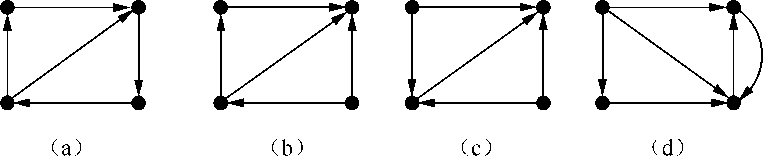 （a） （b） （c） （d）